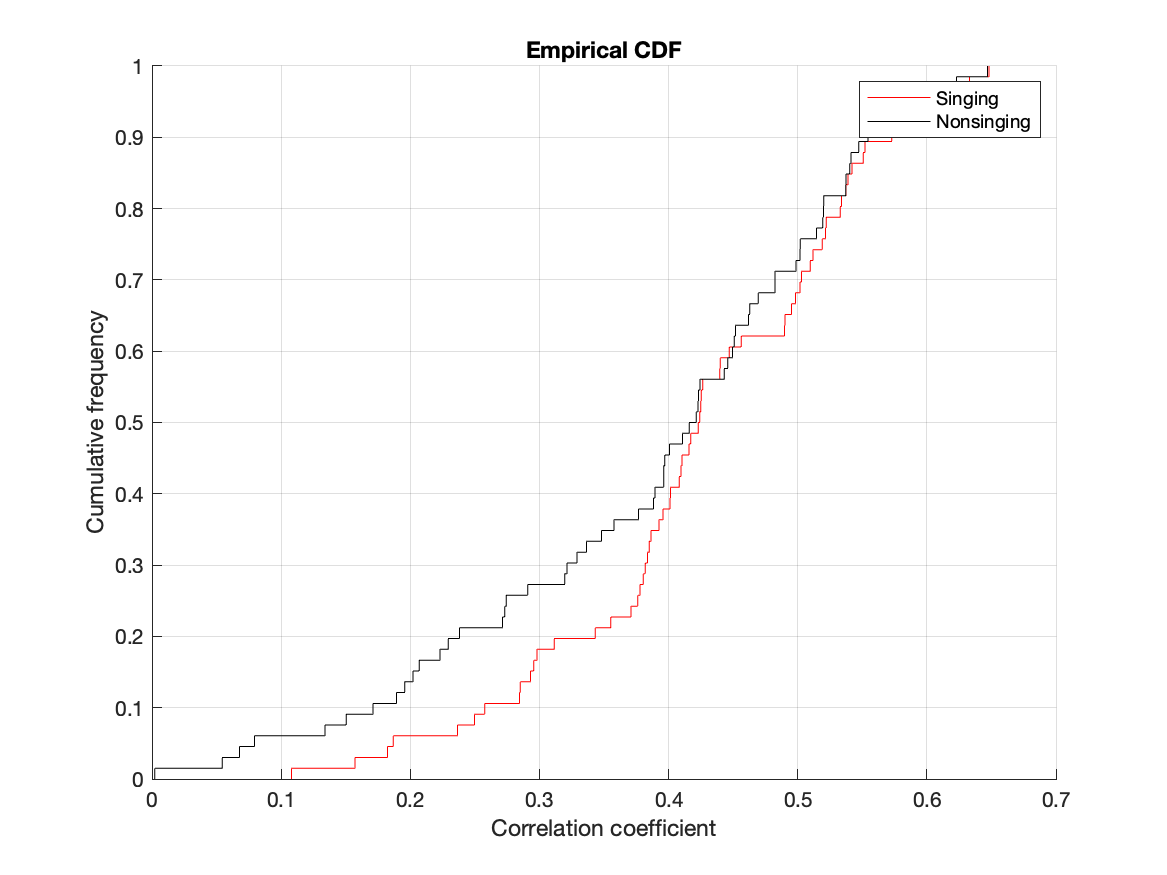 Empirical CDF
1
0.9
0.8
0.7
0.6
0.5
0.4
0.3
0.2
0.1
0
Cumulative frequency
Singing
Nonsinging
0 0.1 0.2 0.3 0.4 0.5 0.6 0.7
Correlation coefficient